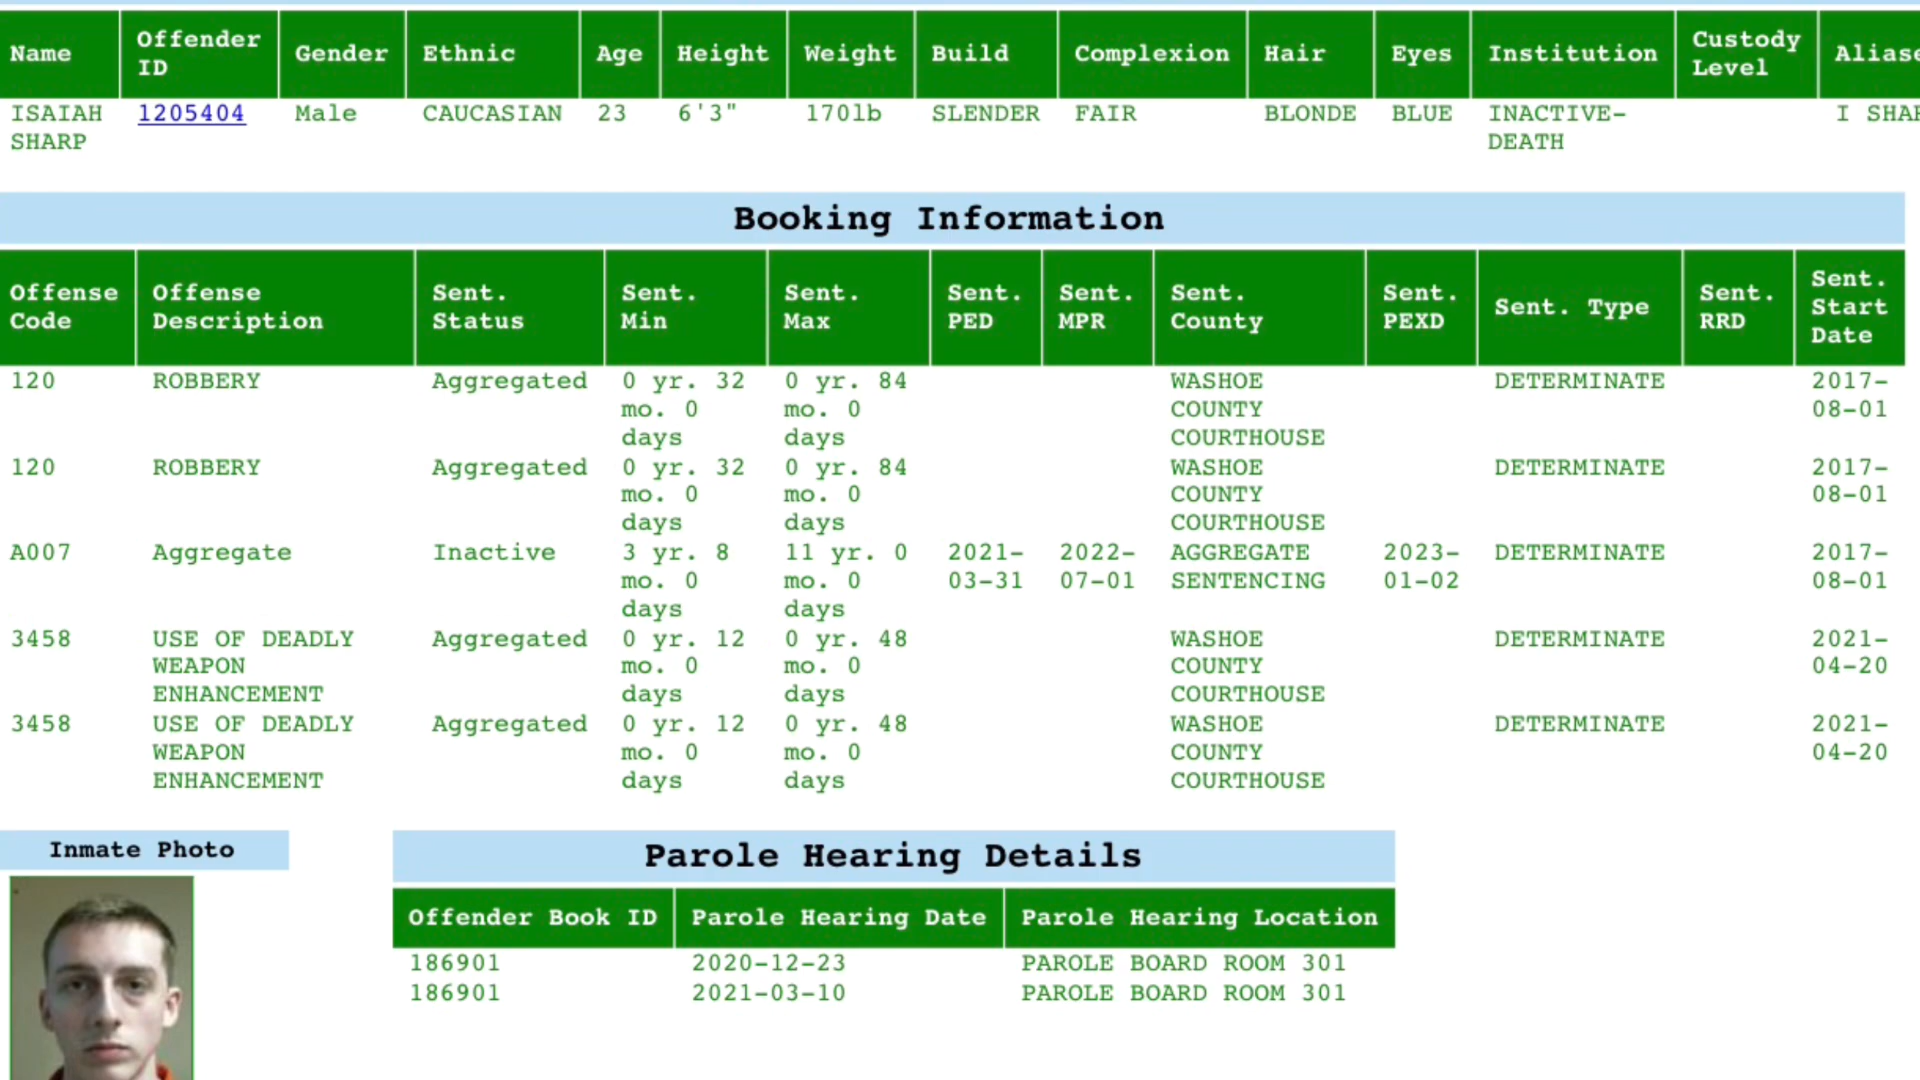 Name Offender ID Gender Ethnic Age Height Weight Build Complexion Hair Eyes Institution Custody Level
ISAIAH SHARP 1205404 Male CAUCASIAN 23 6'3" 170lb SLENDER FAIR BLONDE BLUE INACTIVE-DEATH I
Booking Information
Offense Code Offense Description Sent. Status Sent. Min Sent. Max Sent. PED Sent. MPR Sent. County Sent. PEXD Sent. Type Sent. RRD Sent. Start Date
120 ROBBERY Aggregated 0 yr. 32 mo. 0 days 0 yr. 84 mo. 0 days WASHOE COUNTY COURTHOUSE DETERMINATE 2017-08-01
120 ROBBERY Aggregated 0 yr. 32 mo. 0 days 0 yr. 84 mo. 0 days WASHOE COUNTY COURTHOUSE DETERMINATE 2017-08-01
A007 Aggregate Inactive 3 yr. 8 mo. 0 days 11 yr. 0 mo. 0 days 2021-03-31 2022-07-01 AGGREGATE SENTENCING 2023-01-02 DETERMINATE 2017-08-01
3458 USE OF DEADLY WEAPON ENHANCEMENT Aggregated 0 yr. 12 mo. 0 days 0 yr. 48 mo. 0 days WASHOE COUNTY COURTHOUSE DETERMINATE 2021-04-20
3458 USE OF DEADLY WEAPON ENHANCEMENT Aggregated 0 yr. 12 mo. 0 days 0 yr. 48 mo. 0 days WASHOE COUNTY COURTHOUSE DETERMINATE 2021-04-20
Inmate Photo
Parole Hearing Details
Offender Book ID Parole Hearing Date Parole Hearing Location
186901 2020-12-23 PAROLE BOARD ROOM 301
186901 2021-03-10 PAROLE BOARD ROOM 301